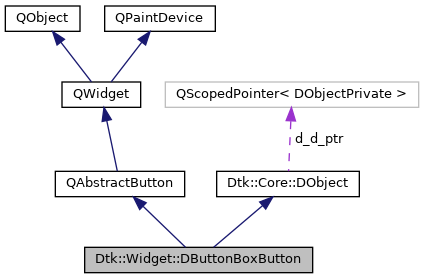 QObject
QPaintDevice
QWidget
QScopedPointer< DObjectPrivate >
d_d_ptr
QAbstractButton
Dtk::Core::DObject
Dtk::Widget::DButtonBoxButton